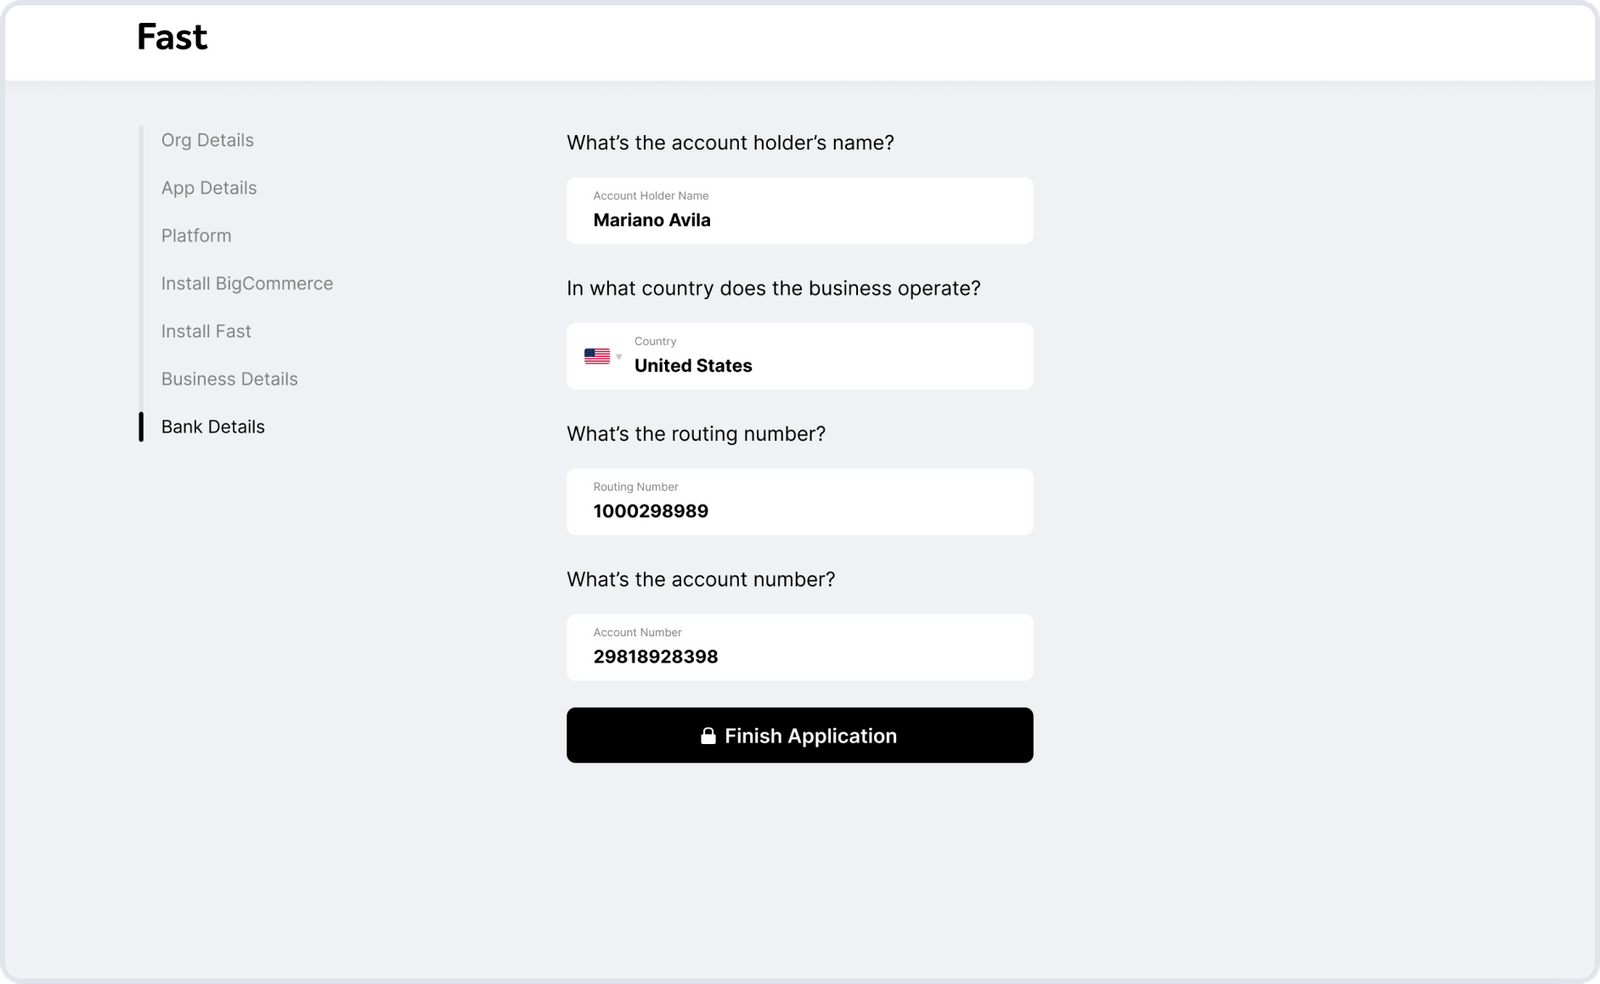 Fast
Org Details
App Details
Platform
Install BigCommerce
Install Fast
Business Details
Bank Details
What’s the account holder’s name?
Account Holder Name
Mariano Avila
In what country does the business operate?
Country
United States
What’s the routing number?
Routing Number
1000298989
What’s the account number?
Account Number
29818928398
Finish Application